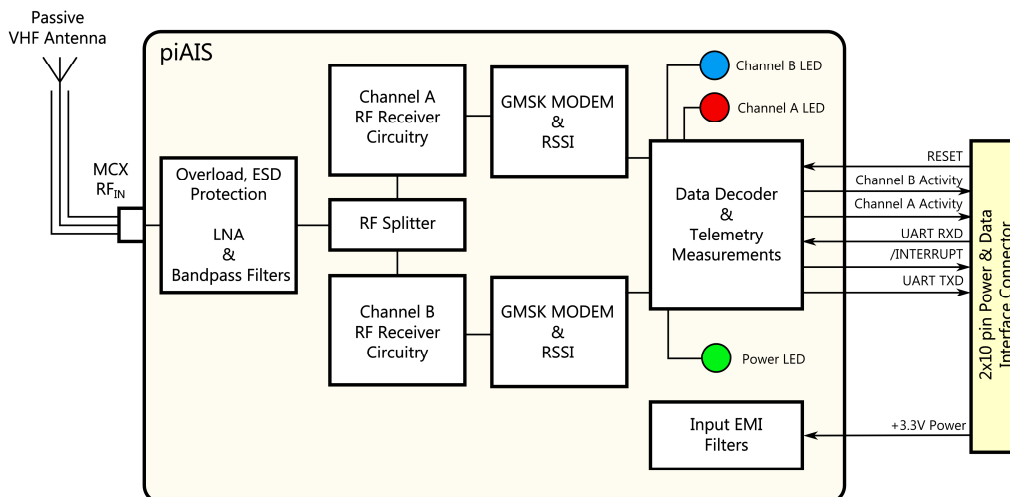 Passive
VHF Antenna
piAIS
MCX
RFIN
Overload, ESD
Protection
LNA
&
Bandpass Filters
Channel A
RF Receiver
Circuitry
RF Splitter
Channel B
RF Receiver
Circuitry
GMSK MODEM
&
RSSI
GMSK MODEM
&
RSSI
Channel B LED
Channel A LED
Data Decoder
&
Telemetry
Measurements
Power LED
Input EMI
Filters
RESET
Channel B Activity
Channel A Activity
UART RXD
/INTERRUPT
UART TXD
+3.3V Power
2x10 pin Power & Data
Interface Connector